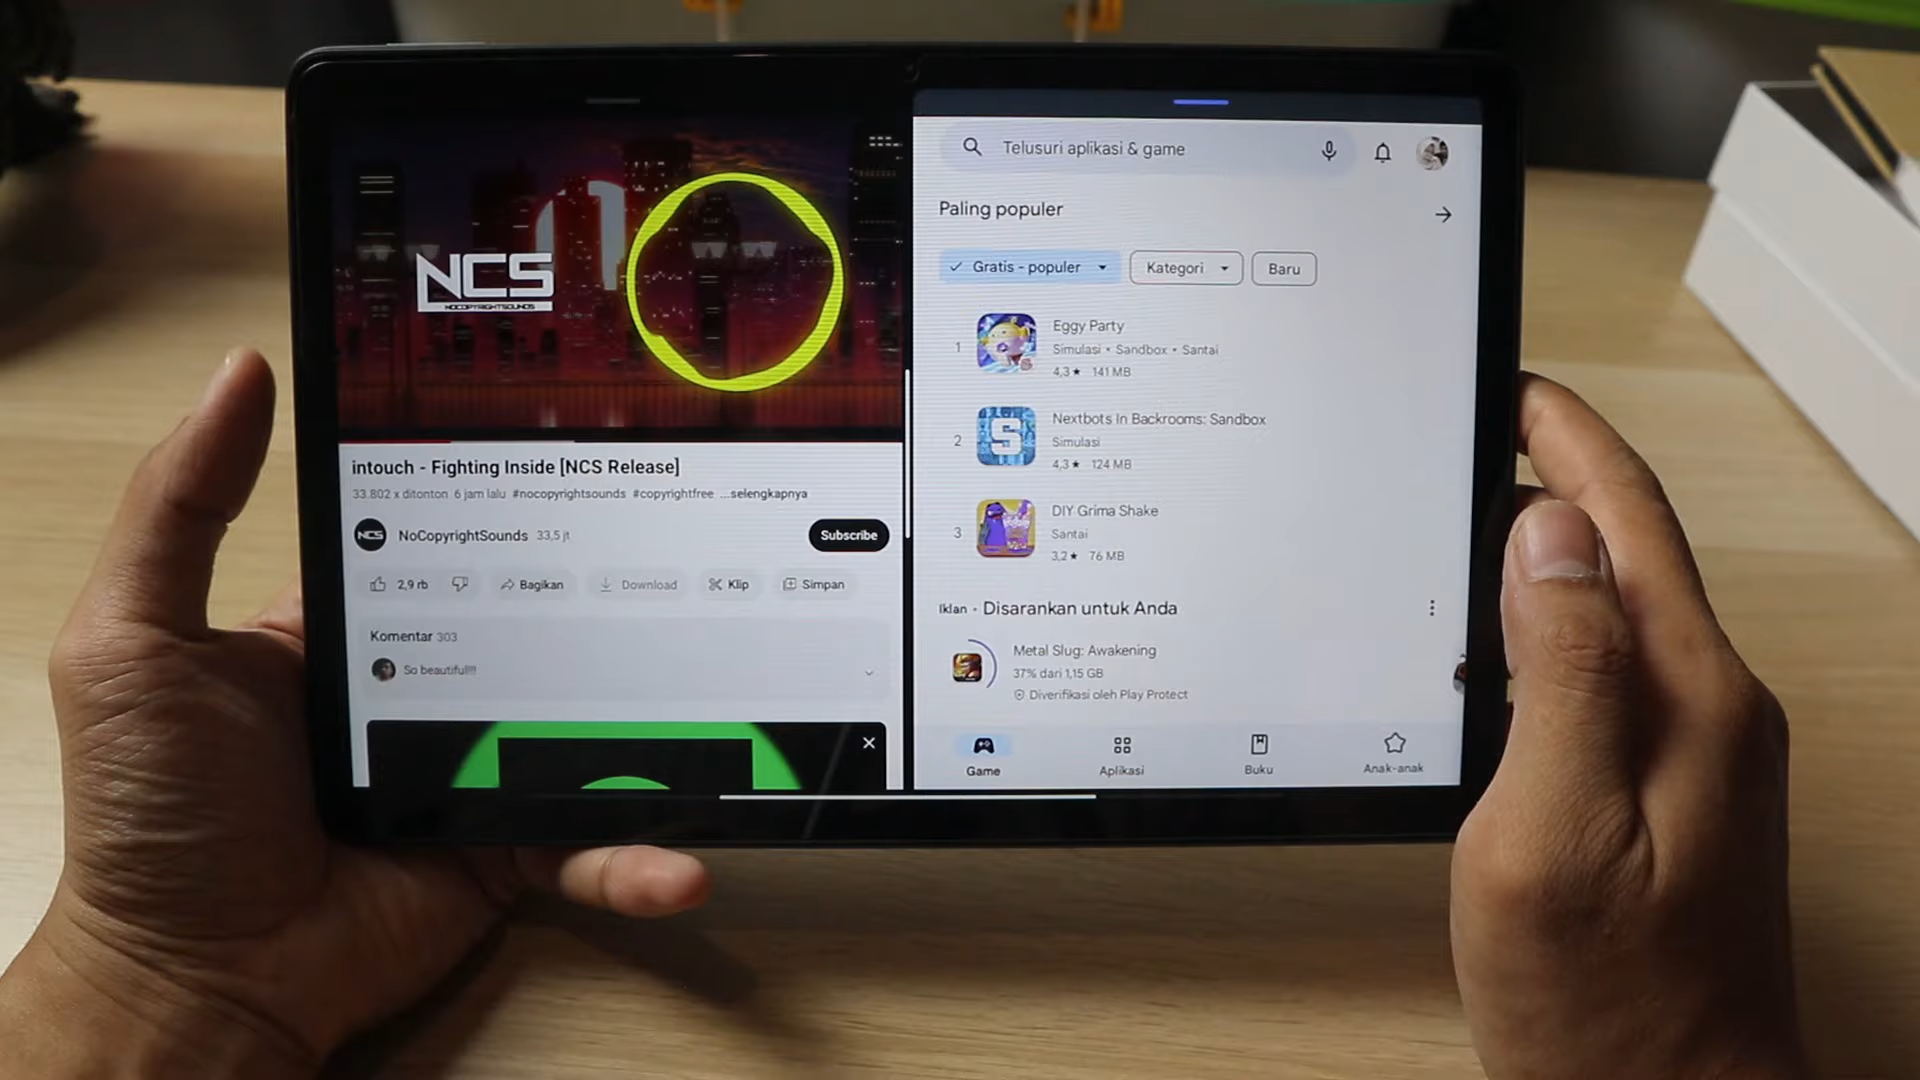 NCS
NOCOPYRIGHTSOUNDS
intouch - Fighting Inside [NCS Release]
33.802 x ditonton 6 jam lalu #nocopyrightsounds #copyrightfree ...selengkapnya
NCS
NoCopyrightSounds 33,5 jt
Subscribe
2,9 rb
Bagikan
Download
Klip
Simpan
Komentar 303
So beautiful!!!
Telusuri aplikasi & game
Paling populer
Gratis - populer
Kategori
Baru
1
Eggy Party
Simulasi • Sandbox • Santai
4,3★ 141 MB
2
S
Nextbots In Backrooms: Sandbox
Simulasi
4,3★ 124 MB
3
DIY Grima Shake
Santai
3,2★ 76 MB
Iklan • Disarankan untuk Anda
Metal Slug: Awakening
37% dari 1,15 GB
Diverifikasi oleh Play Protect
Game
Aplikasi
Buku
Anak-anak